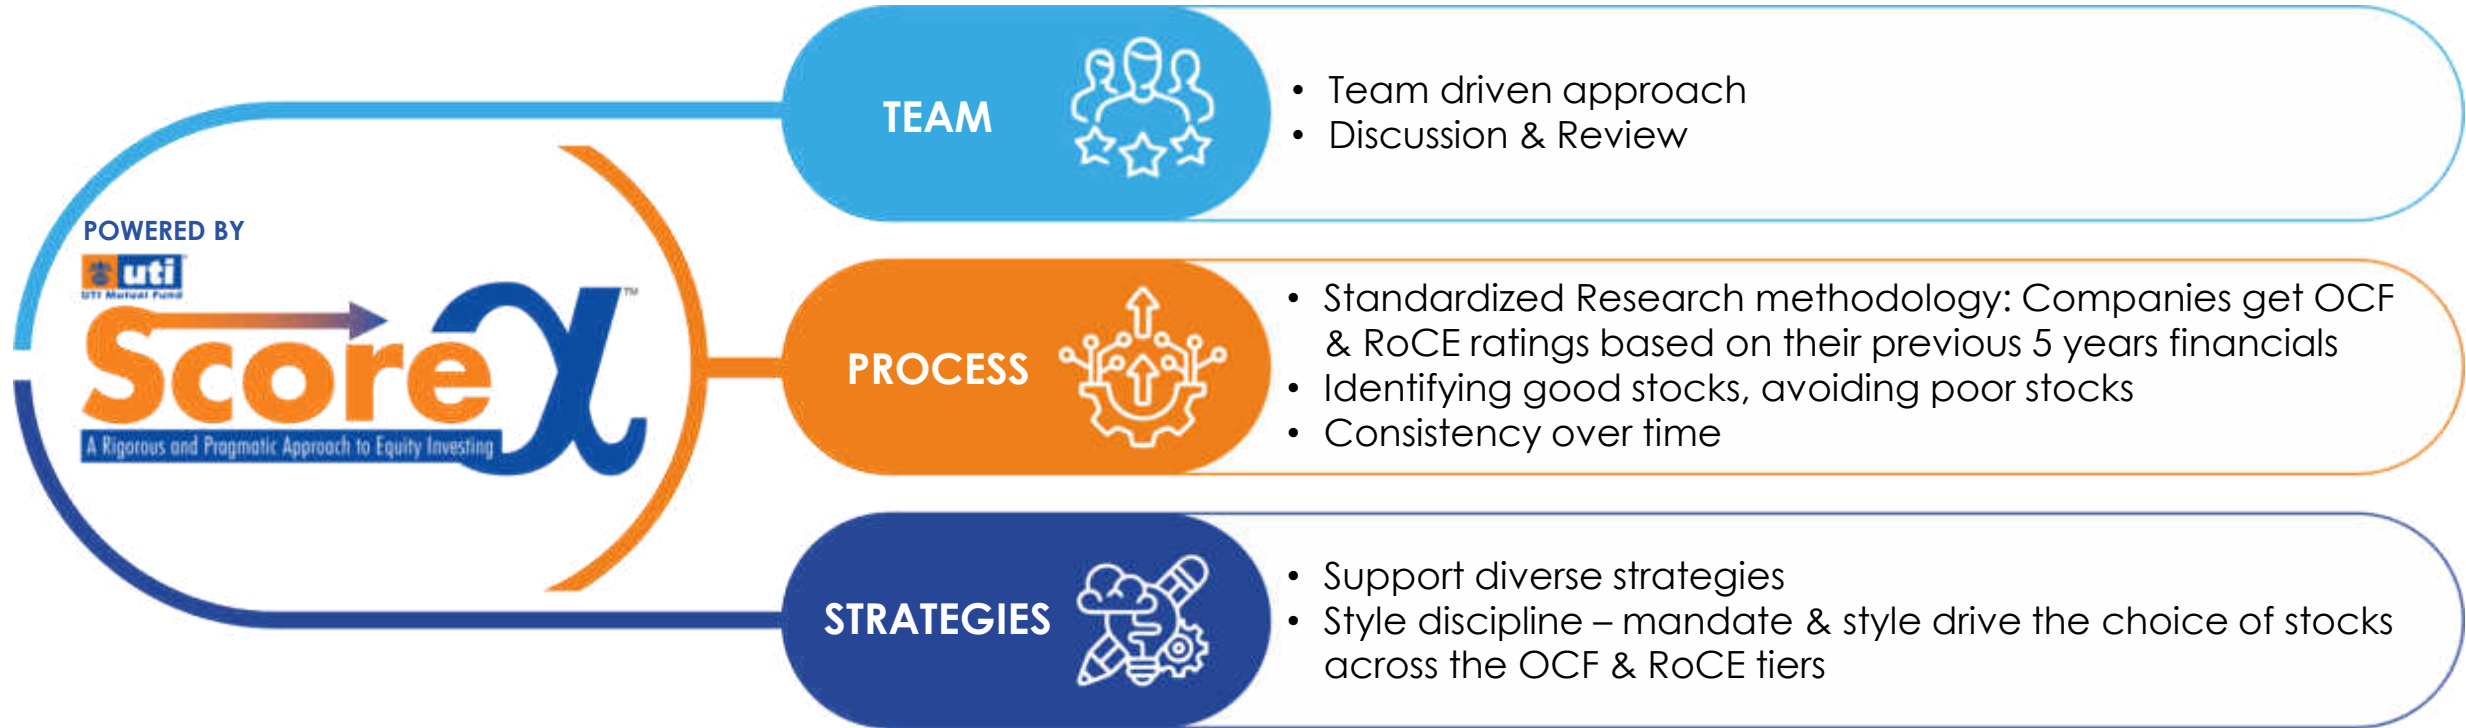 POWERED BY
uti
UTI Mutual Fund
Score α ™
A Rigorous and Pragmatic Approach to Equity Investing
TEAM
• Team driven approach
• Discussion & Review
PROCESS
• Standardized Research methodology: Companies get OCF
& RoCE ratings based on their previous 5 years financials
• Identifying good stocks, avoiding poor stocks
• Consistency over time
STRATEGIES
• Support diverse strategies
• Style discipline – mandate & style drive the choice of stocks
across the OCF & RoCE tiers